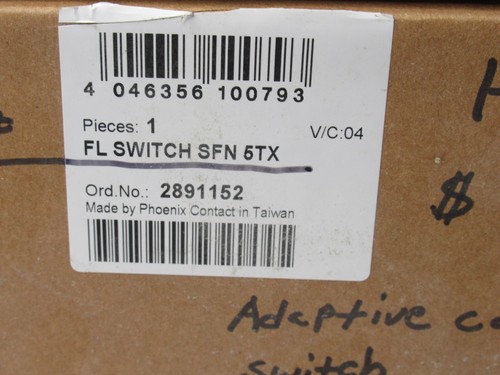 4 046356 100793
Pieces: 1
V/C:04
FL SWITCH SFN 5TX
Ord.No.: 2891152
Made by Phoenix Contact in Taiwan
$
Adaptive
switch